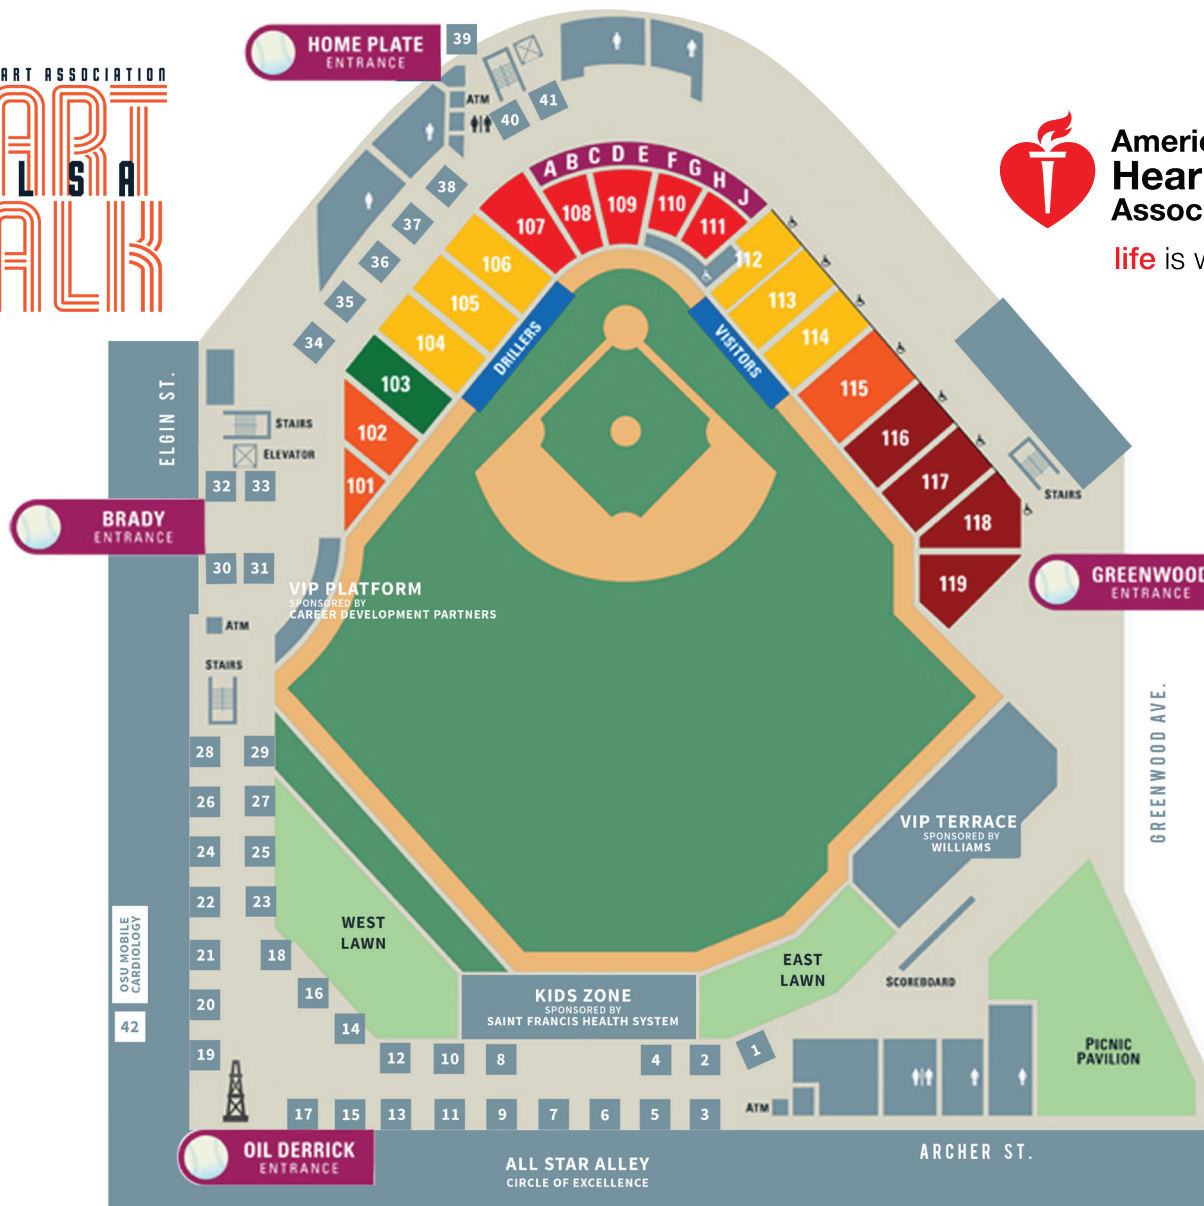 ART ASSOCIATION
ART
LSA
ALK
HOME PLATE
ENTRANCE
39
ATM
40
41
38
37
36
35
34
A B C D E F G H J
107
108
109
110
111
106
105
104
103
102
101
112
113
114
115
116
117
118
119
DRILLERS
VISITORS
America
Hear
Assoc
life is w
ELGIN ST.
STAIRS
ELEVATOR
32
33
BRADY
ENTRANCE
30
31
VIP PLATFORM
SPONSORED BY
CAREER DEVELOPMENT PARTNERS
ATM
STAIRS
STAIRS
GREENWOOD
ENTRANCE
GREENWOOD AVE.
28
29
26
27
24
25
22
23
21
18
20
16
19
14
OSU MOBILE
CARDIOLOGY
42
WEST
LAWN
VIP TERRACE
SPONSORED BY
WILLIAMS
EAST
LAWN
SCOREBOARD
KIDS ZONE
SPONSORED BY
SAINT FRANCIS HEALTH SYSTEM
PICNIC
PAVILION
12
10
8
4
2
1
17
15
13
11
9
7
6
5
3
ATM
OIL DERRICK
ENTRANCE
ALL STAR ALLEY
CIRCLE OF EXCELLENCE
ARCHER ST.